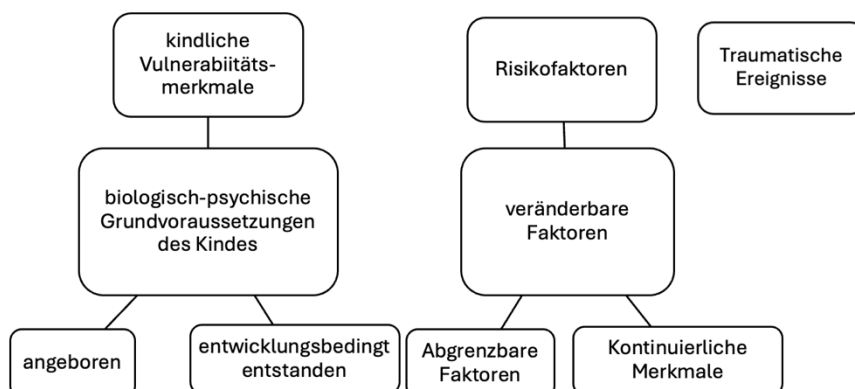 kindliche
Vulnerabiitäts-
merkmale
Risikofaktoren
Traumatische
Ereignisse
biologisch-psychische
Grundvoraussetzungen
des Kindes
veränderbare
Faktoren
angeboren
entwicklungsbedingt
entstanden
Abgrenzbare
Faktoren
Kontinuierliche
Merkmale